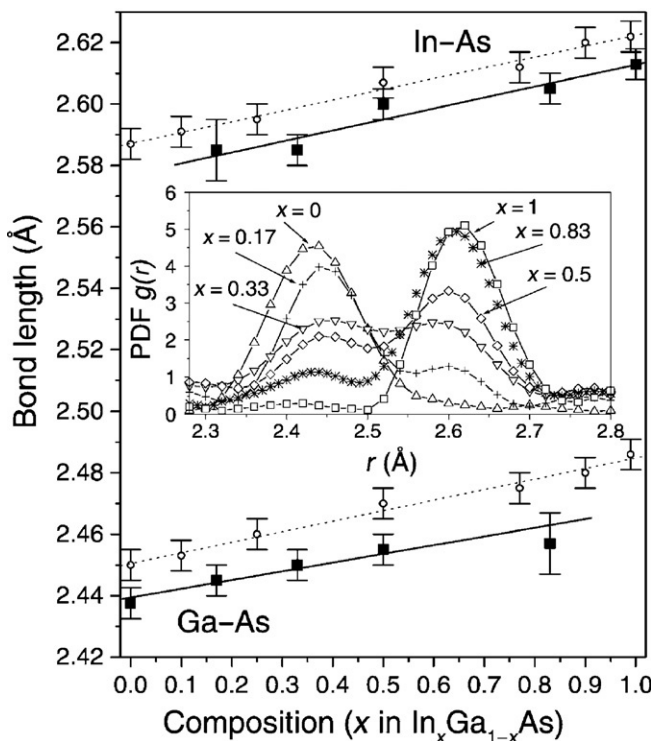 2.62
2.60
2.58
2.56
2.54
2.52
2.50
2.48
2.46
2.44
2.42
Bond length (Å)
In–As
6
5
4
3
2
1
0
PDF g(r)
x = 0
x = 0.17
x = 0.33
x = 1
x = 0.83
x = 0.5
2.3 2.4 2.5 2.6 2.7 2.8
r (Å)
Ga–As
0.0 0.1 0.2 0.3 0.4 0.5 0.6 0.7 0.8 0.9 1.0
Composition (x in InₓGa₁₋ₓAs)